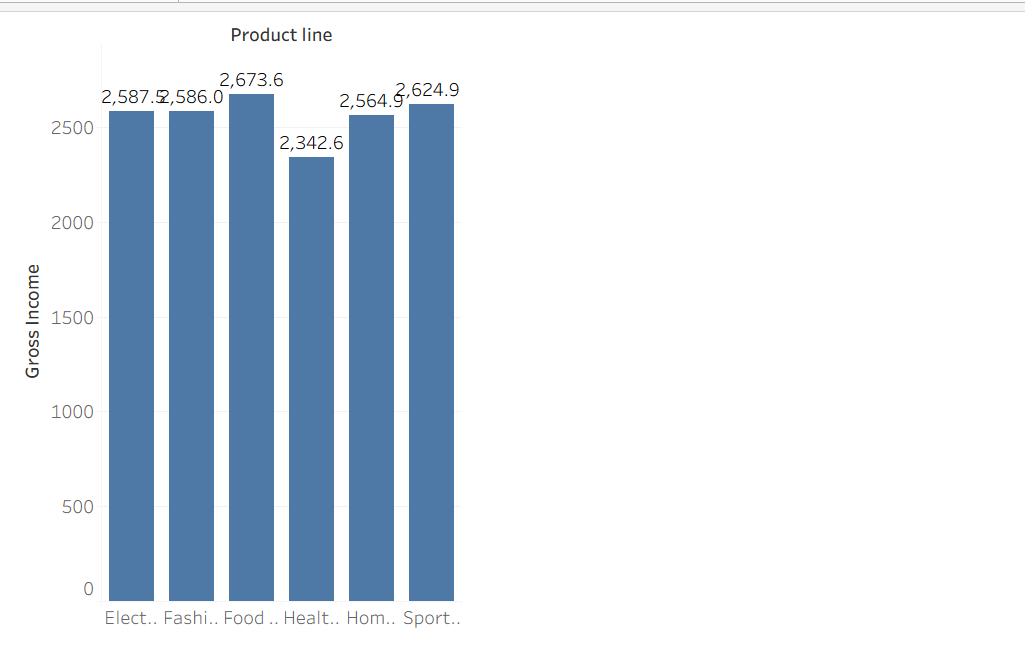 Product line
2,587.5 2,586.0 2,673.6 2,342.6 2,564.9 2,624.9
2500
2000
1500
1000
500
0
Gross Income
Elect.. Fashi.. Food .. Healt.. Hom.. Sport..